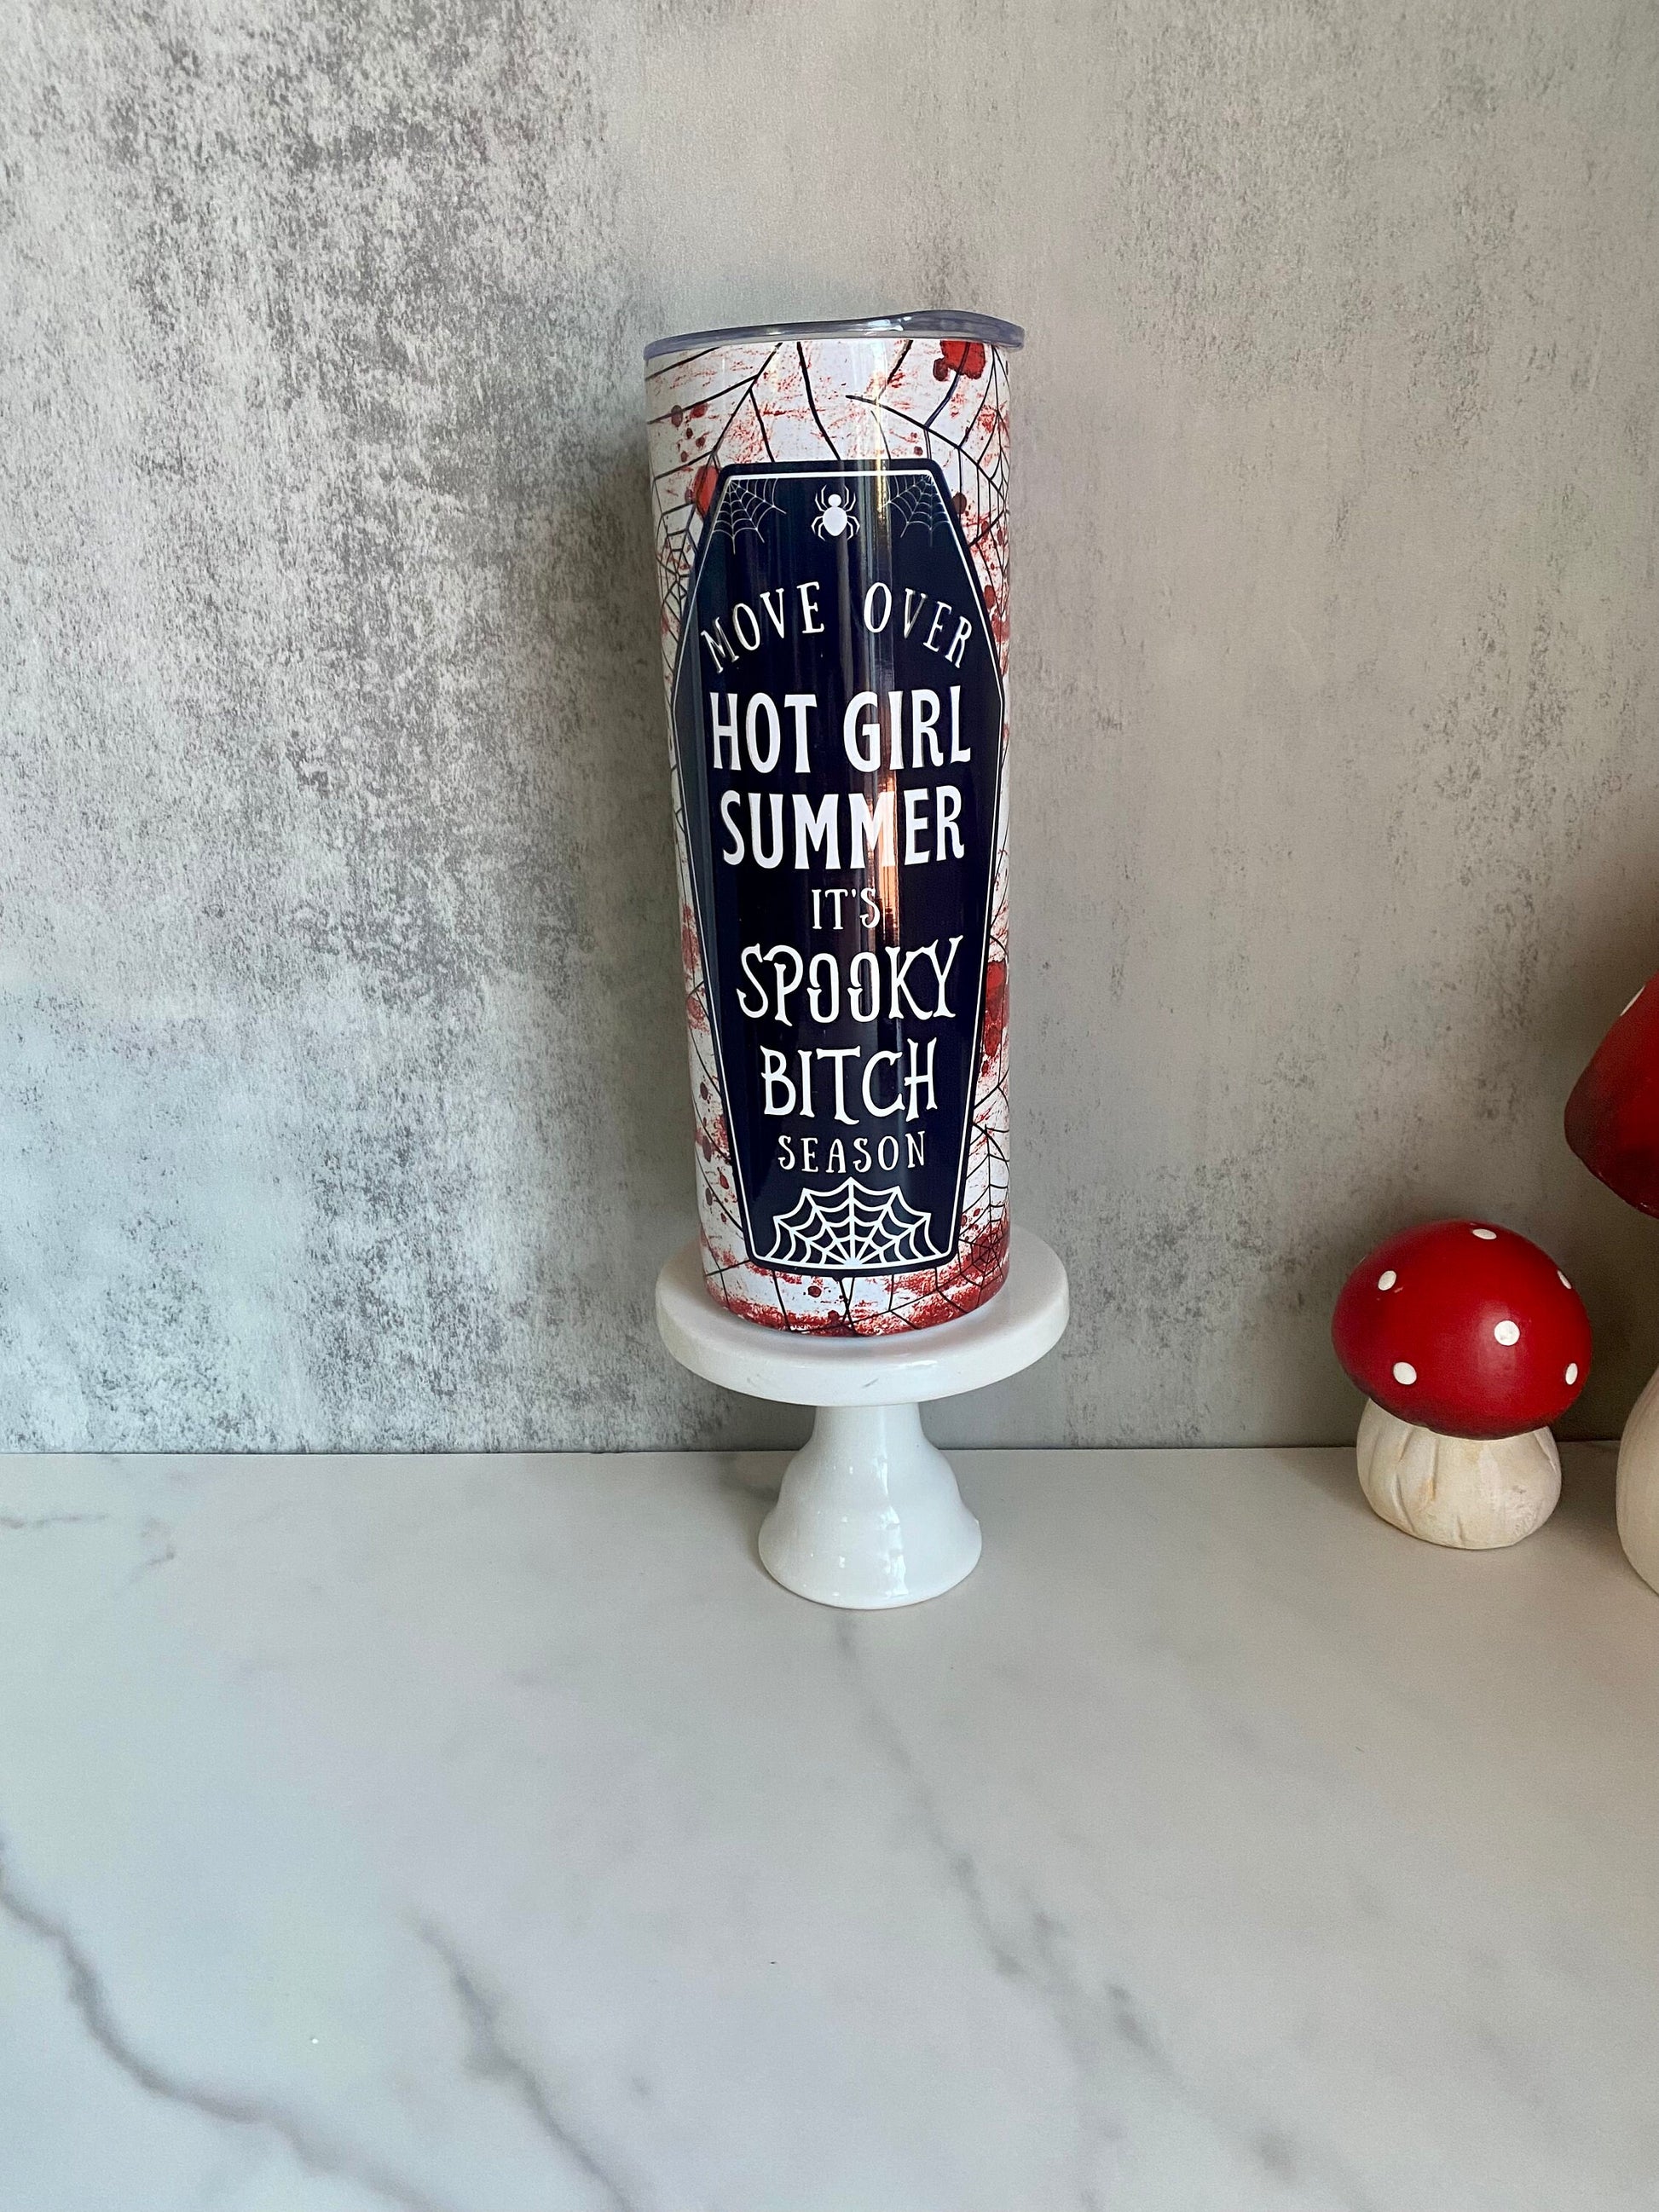 MOVE OVER
HOT GIRL
SUMMER
IT'S
SPOOKY
BITCH
SEASON